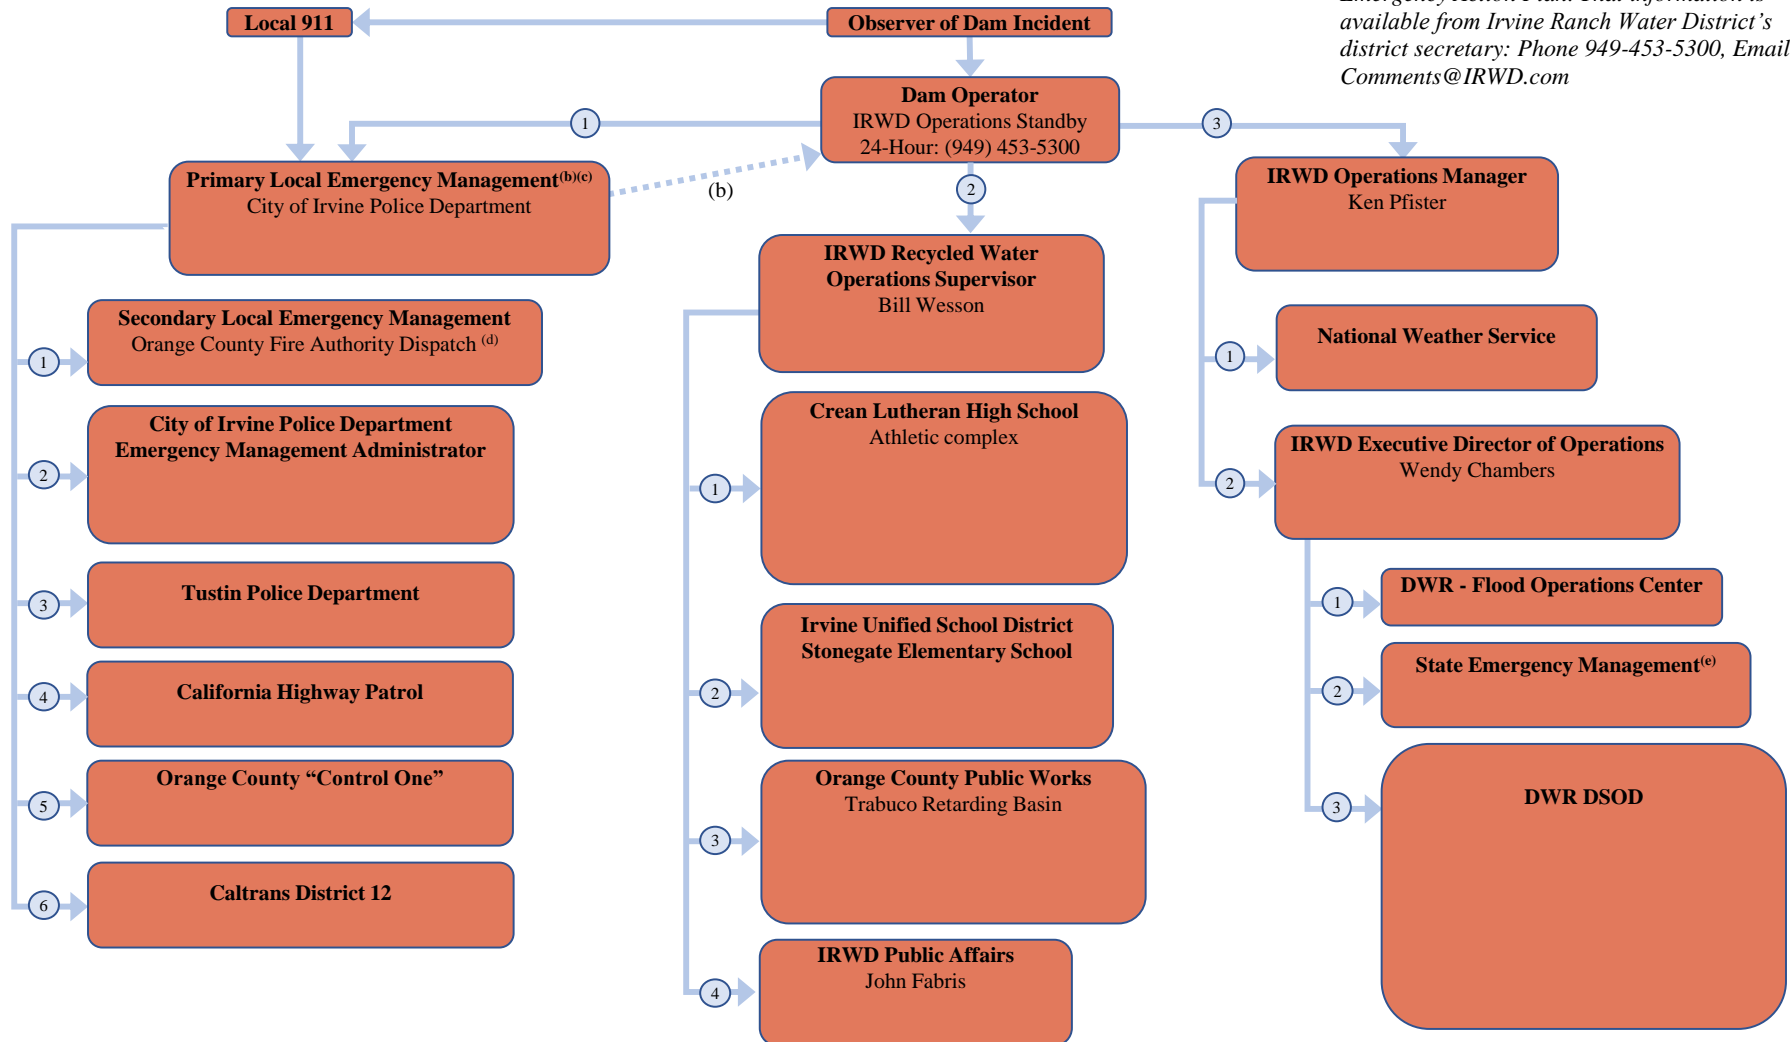 Emergency Action Plan. That information is
available from Irvine Ranch Water District’s
district secretary: Phone 949-453-5300, Email
Comments@IRWD.com
Local 911
Observer of Dam Incident
Dam Operator
IRWD Operations Standby
24-Hour: (949) 453-5300
1
3
2
(b)
Primary Local Emergency Management(b)(c)
City of Irvine Police Department
1
Secondary Local Emergency Management
Orange County Fire Authority Dispatch (d)
2
City of Irvine Police Department
Emergency Management Administrator
3
Tustin Police Department
4
California Highway Patrol
5
Orange County “Control One”
6
Caltrans District 12
IRWD Recycled Water
Operations Supervisor
Bill Wesson
1
Crean Lutheran High School
Athletic complex
2
Irvine Unified School District
Stonegate Elementary School
3
Orange County Public Works
Trabuco Retarding Basin
4
IRWD Public Affairs
John Fabris
IRWD Operations Manager
Ken Pfister
1
National Weather Service
2
IRWD Executive Director of Operations
Wendy Chambers
1
DWR - Flood Operations Center
2
State Emergency Management(e)
3
DWR DSOD